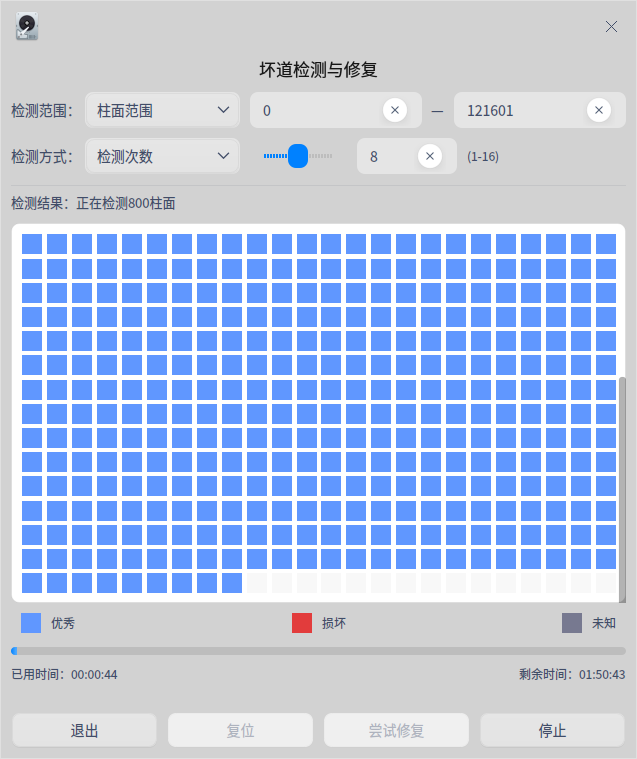 坏道检测与修复
检测范围： 柱面范围 0 — 121601
检测方式： 检测次数 8 (1-16)
检测结果：正在检测800柱面
优秀 损坏 未知
已用时间：00:00:44 剩余时间：01:50:43
退出 复位 尝试修复 停止